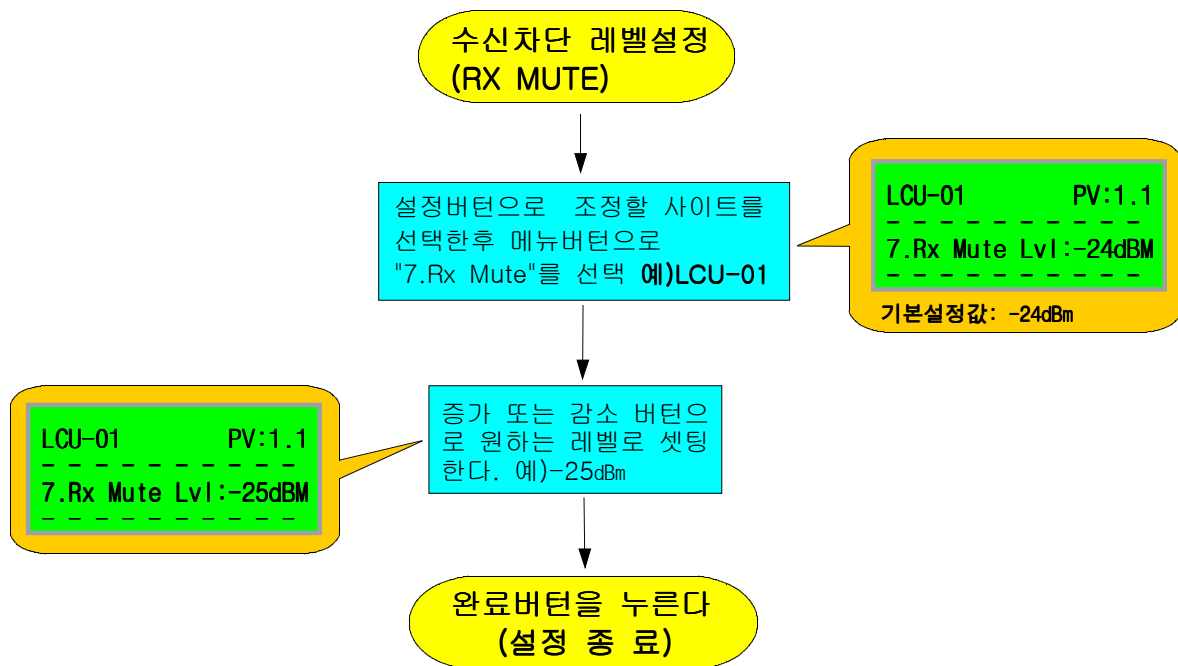 수신차단 레벨설정
(RX MUTE)
설정버턴으로 조정할 사이트를
선택한후 메뉴버턴으로
"7.Rx Mute"를 선택 예)LCU-01
LCU-01 PV:1.1
- - - - - - - - - -
7.Rx Mute Lvl:-24dBM
- - - - - - - - - -
기본설정값: -24dBm
증가 또는 감소 버턴으
로 원하는 레벨로 셋팅
한다. 예)-25dBm
LCU-01 PV:1.1
- - - - - - - - - -
7.Rx Mute Lvl:-25dBM
- - - - - - - - - -
완료버턴을 누른다
(설정 종 료)